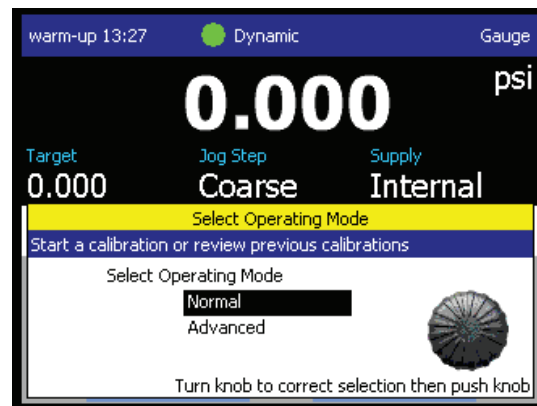 warm-up 13:27 Dynamic Gauge
0.000 psi
Target Jog Step Supply
0.000 Coarse Internal
Select Operating Mode
Start a calibration or review previous calibrations
Select Operating Mode
Normal
Advanced
Turn knob to correct selection then push knob